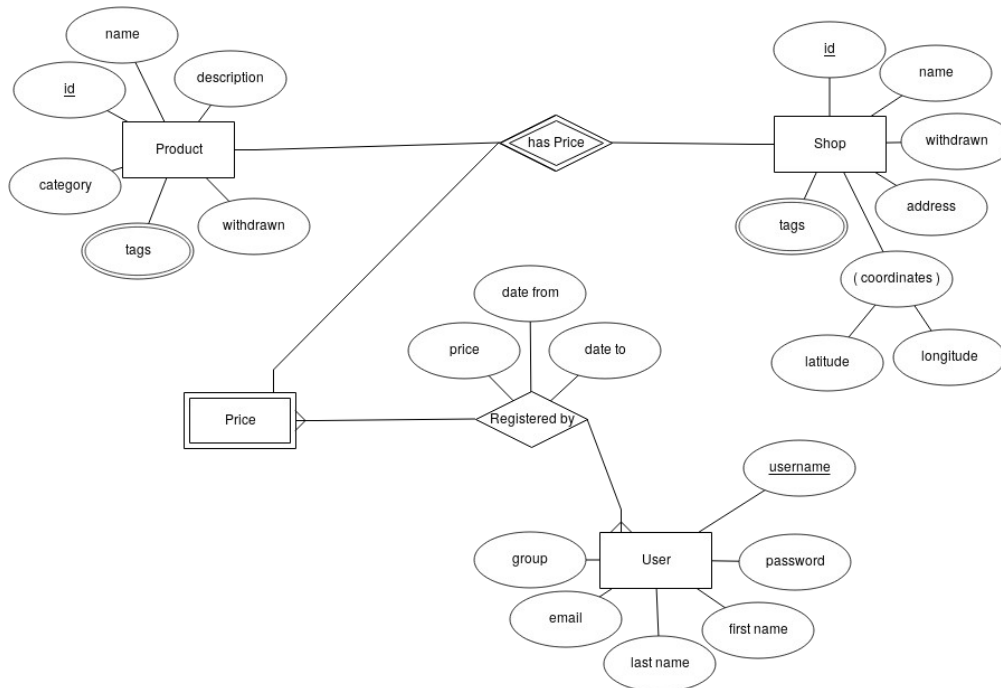 name
id
description
Product
category
withdrawn
tags
has Price
id
name
Shop
withdrawn
address
tags
( coordinates )
latitude
longitude
date from
price
date to
Price
Registered by
username
group
User
password
email
first name
last name